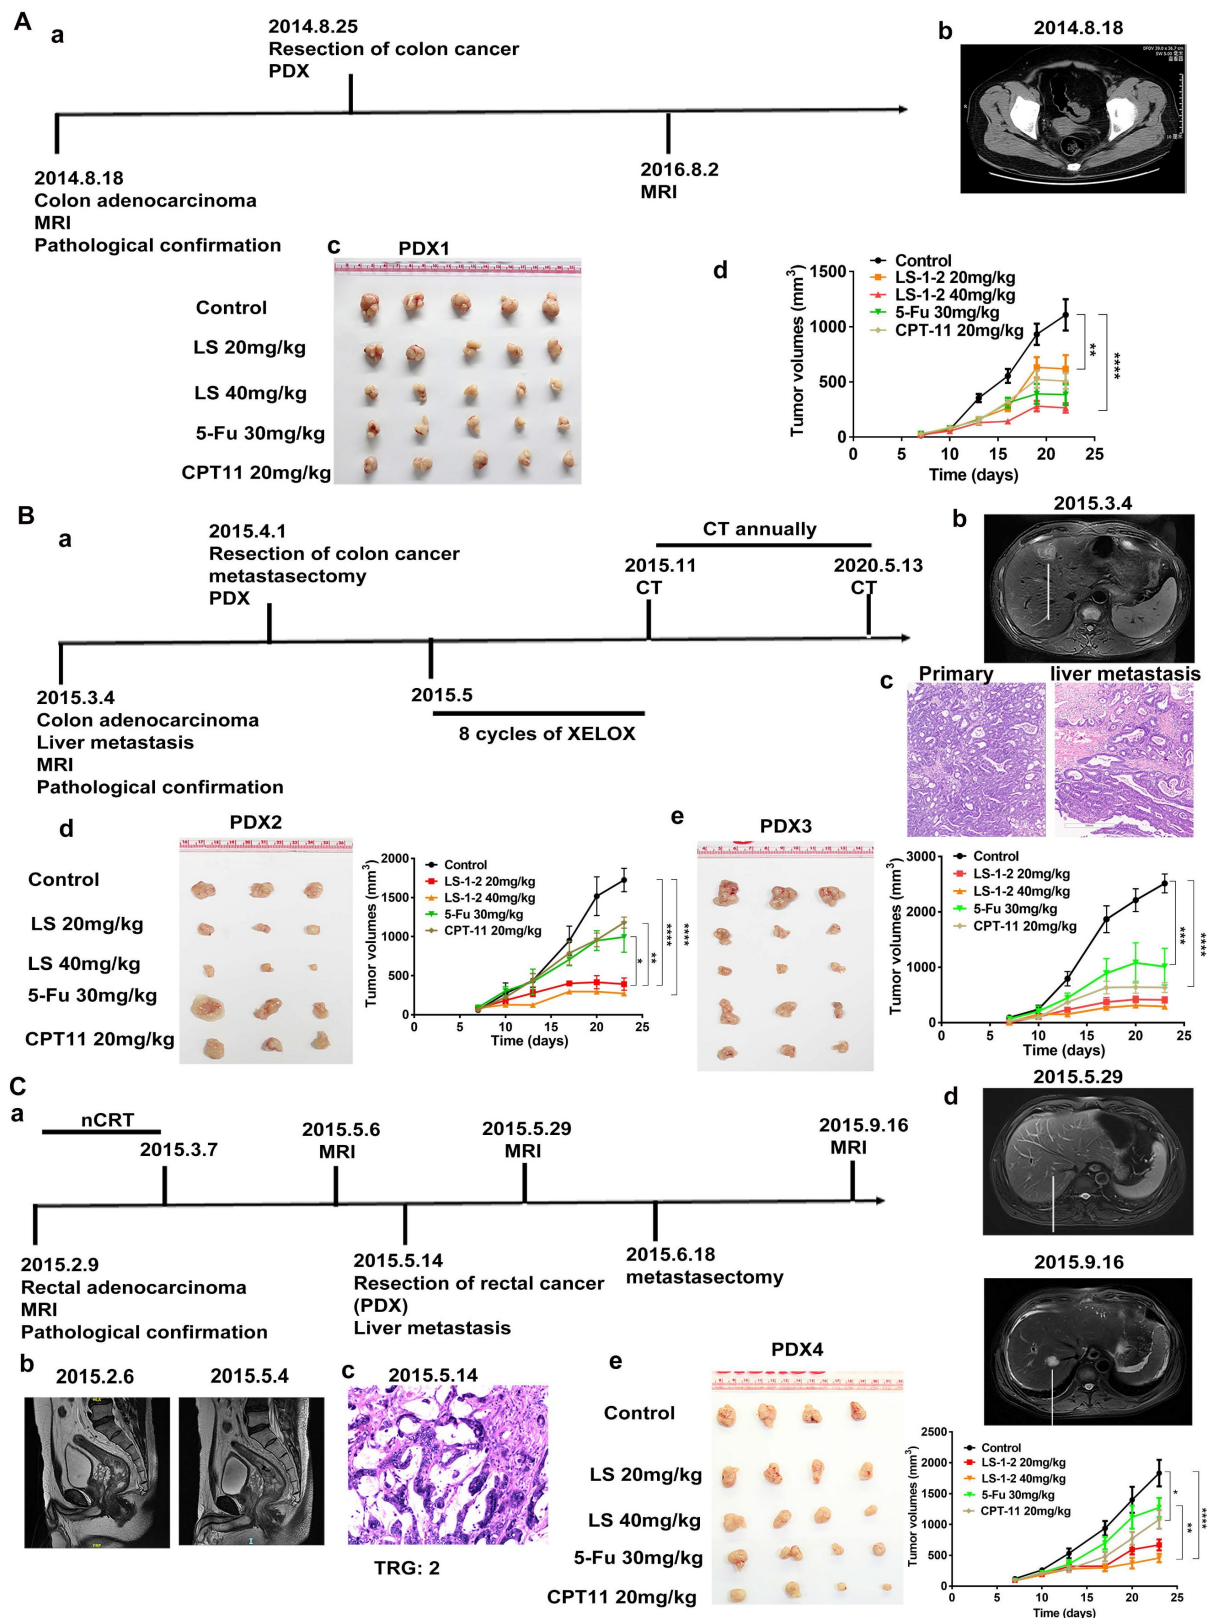 A
a
2014.8.25
Resection of colon cancer
PDX
2014.8.18
Colon adenocarcinoma
MRI
Pathological confirmation
2016.8.2
MRI
b
2014.8.18
c
PDX1
Control
LS 20mg/kg
LS 40mg/kg
5-Fu 30mg/kg
CPT11 20mg/kg
d
Control
LS-1-2 20mg/kg
LS-1-2 40mg/kg
5-Fu 30mg/kg
CPT-11 20mg/kg
Tumor volumes (mm³)
1500
1000
500
0
0 5 10 15 20 25
Time (days)
**
****
B
a
2015.4.1
Resection of colon cancer
metastasectomy
PDX
CT annually
2015.11
CT
2020.5.13
CT
2015.3.4
Colon adenocarcinoma
Liver metastasis
MRI
Pathological confirmation
2015.5
8 cycles of XELOX
b
2015.3.4
c
Primary
liver metastasis
d
PDX2
Control
LS 20mg/kg
LS 40mg/kg
5-Fu 30mg/kg
CPT11 20mg/kg
Control
LS-1-2 20mg/kg
LS-1-2 40mg/kg
5-Fu 30mg/kg
CPT-11 20mg/kg
Tumor volumes (mm³)
2000
1500
1000
500
0
0 5 10 15 20 25
Time (days)
*
**
****
****
e
PDX3
Control
LS-1-2 20mg/kg
LS-1-2 40mg/kg
5-Fu 30mg/kg
CPT-11 20mg/kg
Tumor volumes (mm³)
3000
2000
1000
0
0 5 10 15 20 25
Time (days)
***
****
C
a
nCRT
2015.3.7
2015.5.6
MRI
2015.5.29
MRI
2015.9.16
MRI
2015.2.9
Rectal adenocarcinoma
MRI
Pathological confirmation
2015.5.14
Resection of rectal cancer
(PDX)
Liver metastasis
2015.6.18
metastasectomy
b
2015.2.6
2015.5.4
c
2015.5.14
TRG: 2
d
2015.5.29
2015.9.16
e
PDX4
Control
LS 20mg/kg
LS 40mg/kg
5-Fu 30mg/kg
CPT11 20mg/kg
Control
LS-1-2 20mg/kg
LS-1-2 40mg/kg
5-Fu 30mg/kg
CPT-11 20mg/kg
Tumor volumes (mm³)
2500
2000
1500
1000
500
0
0 5 10 15 20 25
Time (days)
*
**
****